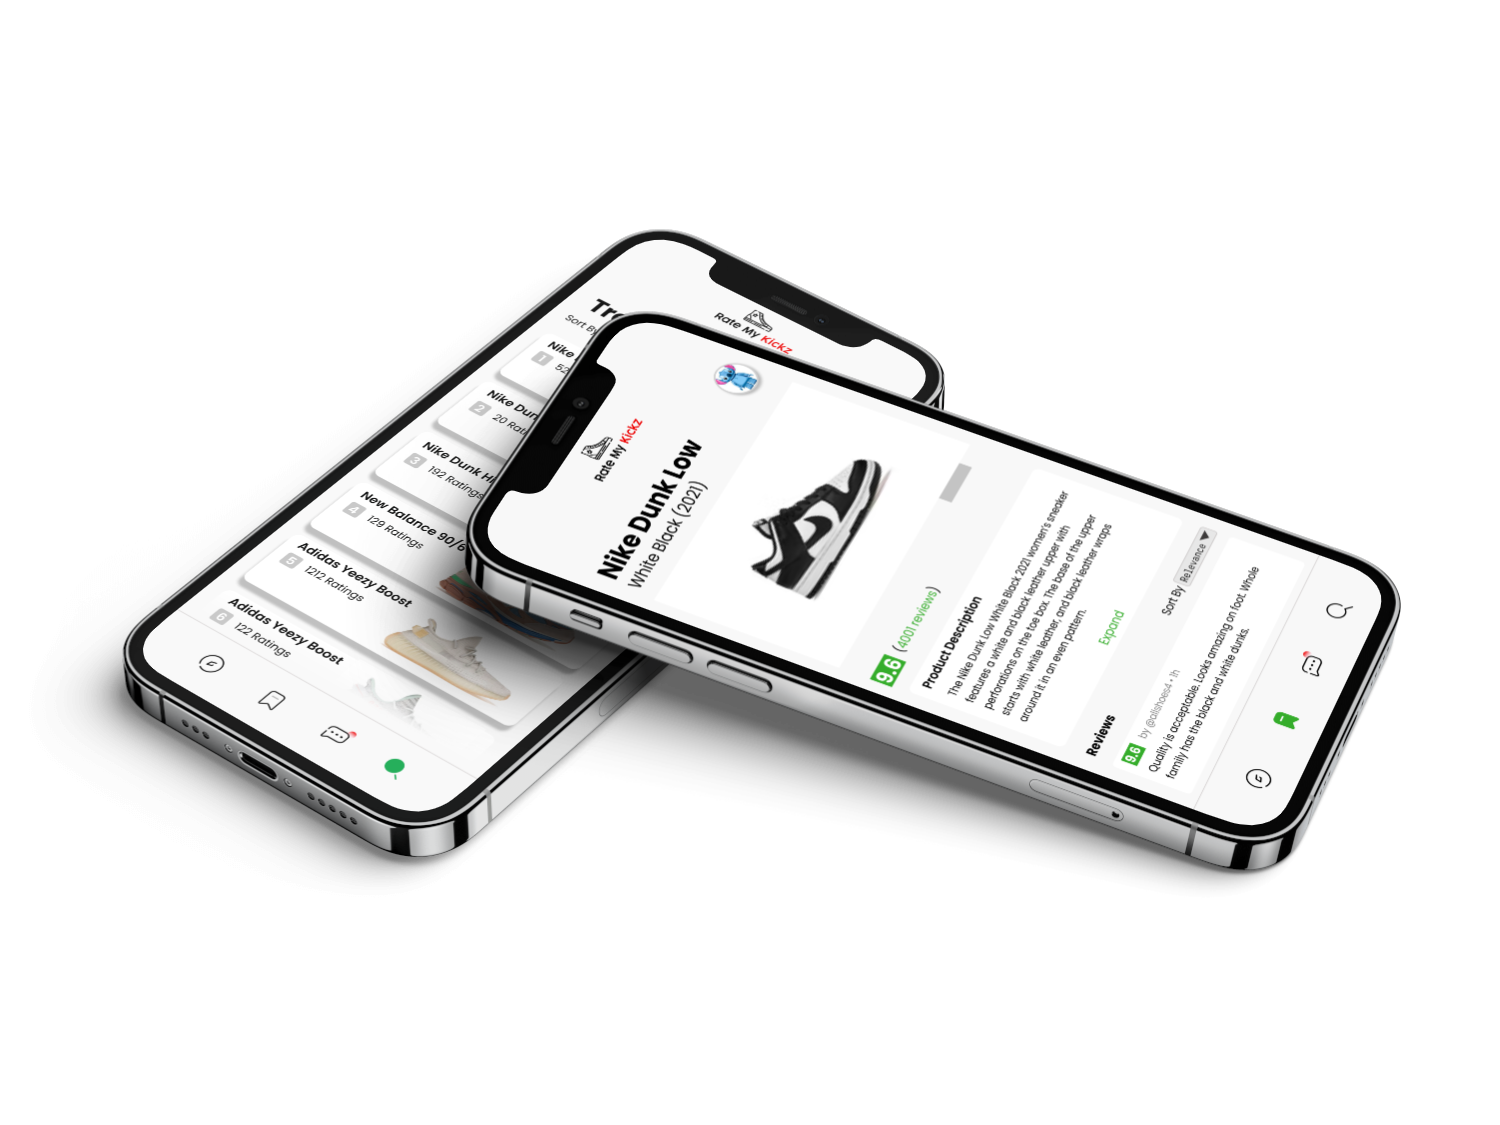 Rate My Kickz
Sort By
1
Nike
2
Nike Dun
20 Rat
3
Nike Dunk H
192 Ratings
4
New Balance 90/6
129 Ratings
5
Adidas Yeezy Boost
1212 Ratings
6
Adidas Yeezy Boost
122 Ratings
Rate My Kickz
Nike Dunk Low
White Black (2021)
9.6 (4001 reviews)
Product Description
The Nike Dunk Low White Black 2021 women's sneaker
features a white and black leather upper with
perforations on the toe box. The base of the upper
starts with white leather, and black leather wraps
around it in an even pattern.
Expand
Reviews
Sort By Relevance ▼
9.6 by @allshoes4 • 1h
Quality is acceptable. Looks amazing on foot. Whole
family has the black and white dunks.